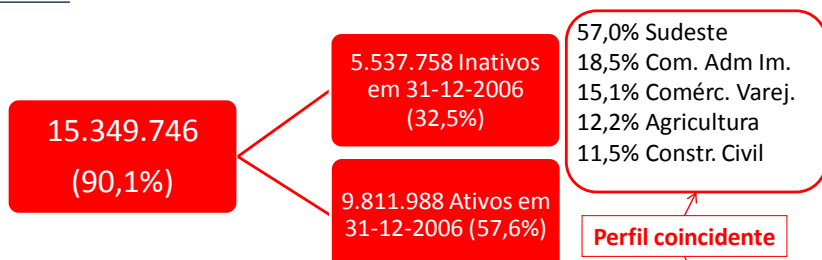 15.349.746
(90,1%)
5.537.758 Inativos
em 31-12-2006
(32,5%)
9.811.988 Ativos em
31-12-2006 (57,6%)
57,0% Sudeste
18,5% Com. Adm Im.
15,1% Comérc. Varej.
12,2% Agricultura
11,5% Constr. Civil
Perfil coincidente